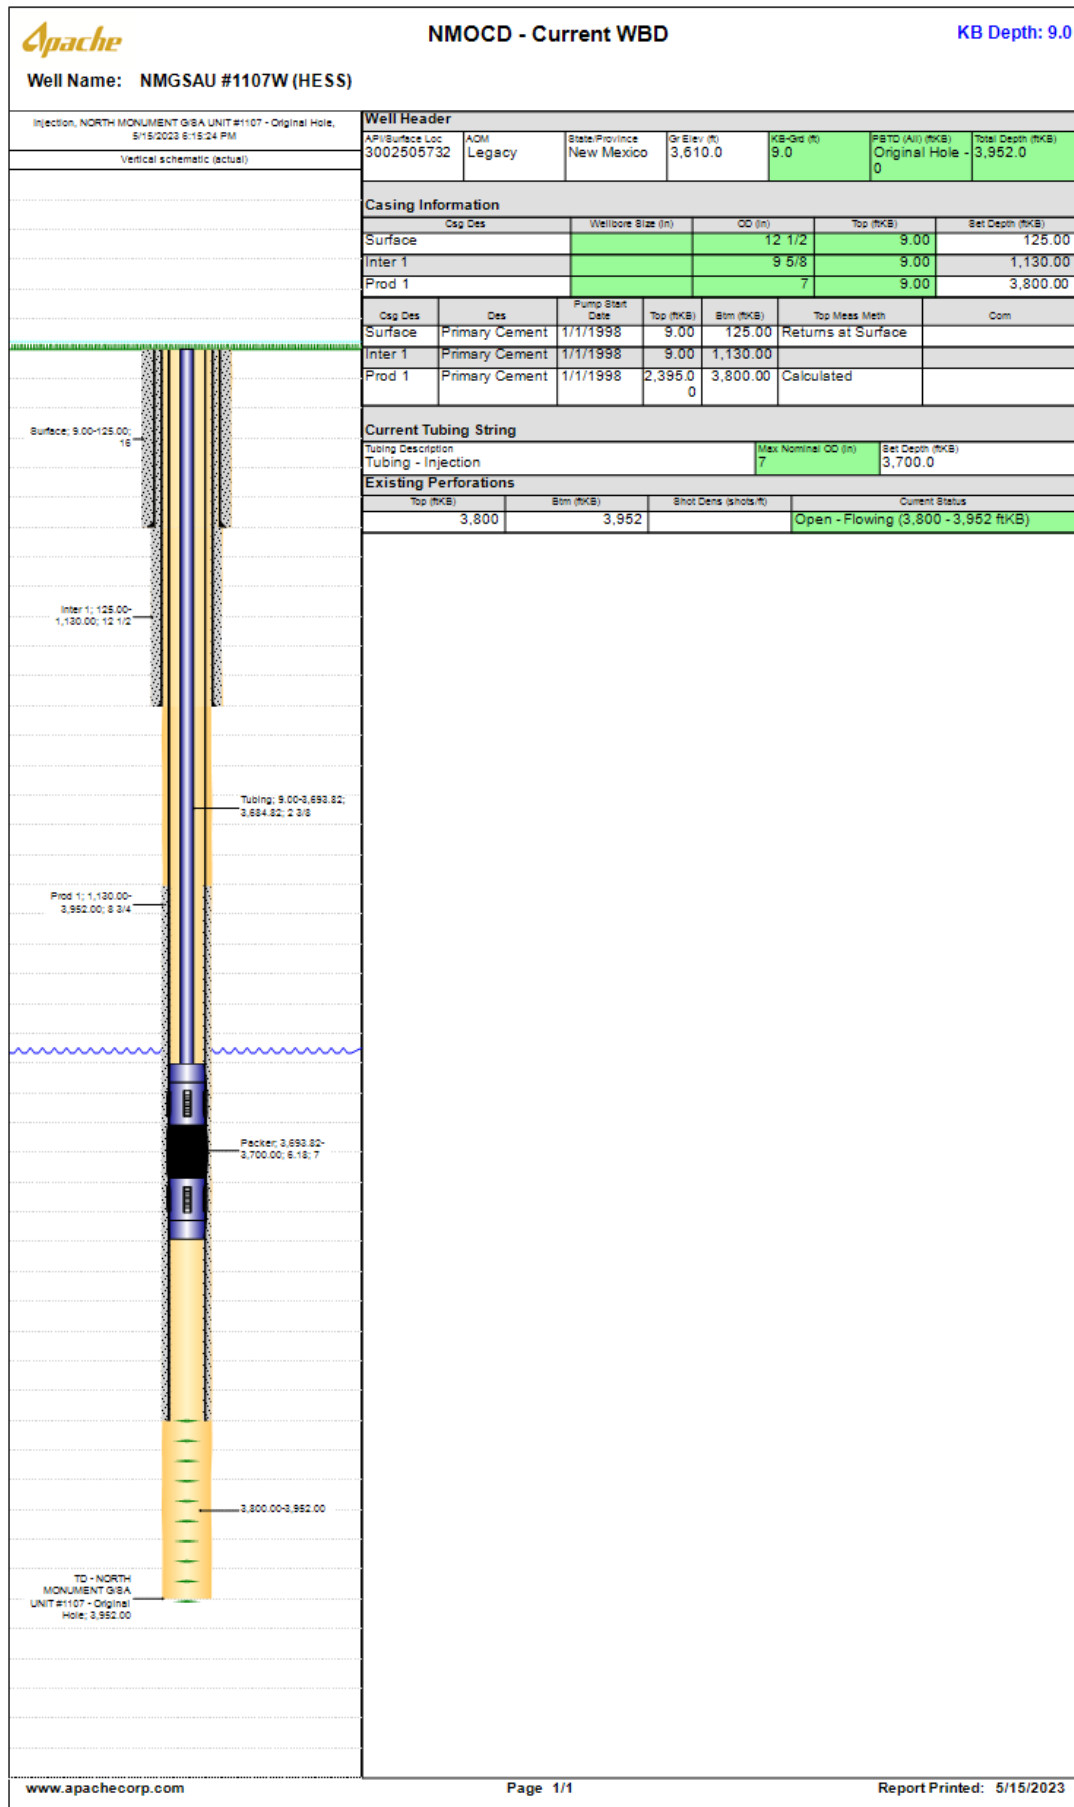 Apache
NMOCD - Current WBD
KB Depth: 9.0
Well Name: NMGSAU #1107W (HESS)
Injection, NORTH MONUMENT G/SA UNIT #1107 - Original Hole,
5/15/2023 6:15:24 PM
Vertical schematic (actual)
Surface; 9.00-125.00;
16
Inter 1; 125.00-
1,130.00; 12 1/2
Tubing; 9.00-3,693.82;
3,684.82; 2 3/8
Prod 1; 1,130.00-
3,952.00; 8 3/4
Packer; 3,693.82-
3,700.00; 6.18; 7
3,800.00-3,952.00
TD - NORTH
MONUMENT G/SA
UNIT #1107 - Original
Hole; 3,952.00
Well Header
API/Surface Loc AOM State/Province Gr Elev (ft) KB-Grd (ft) PBTD (All) (ftKB) Total Depth (ftKB)
3002505732 Legacy New Mexico 3,610.0 9.0 Original Hole - 3,952.0
0
Casing Information
Csg Des Wellbore Size (in) OD (in) Top (ftKB) Set Depth (ftKB)
Surface 12 1/2 9.00 125.00
Inter 1 9 5/8 9.00 1,130.00
Prod 1 7 9.00 3,800.00
Csg Des Des Pump Start Date Top (ftKB) Btm (ftKB) Top Meas Meth Com
Surface Primary Cement 1/1/1998 9.00 125.00 Returns at Surface
Inter 1 Primary Cement 1/1/1998 9.00 1,130.00
Prod 1 Primary Cement 1/1/1998 2,395.0 3,800.00 Calculated
0
Current Tubing String
Tubing Description Max Nominal OD (in) Set Depth (ftKB)
Tubing - Injection 7 3,700.0
Existing Perforations
Top (ftKB) Btm (ftKB) Shot Dens (shots/ft) Current Status
3,800 3,952 Open - Flowing (3,800 - 3,952 ftKB)
www.apachecorp.com Page 1/1 Report Printed: 5/15/2023